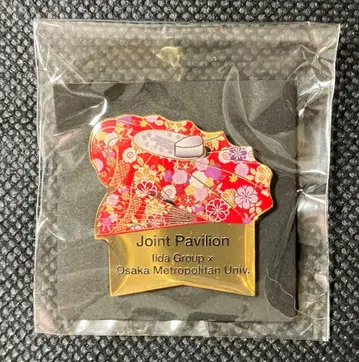 Joint Pavilion
Iida Group ×
Osaka Metropolitan Univ.